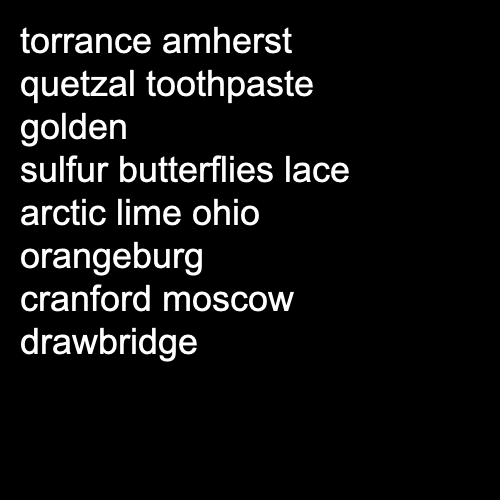 torrance amherst
quetzal toothpaste
golden
sulfur butterflies lace
arctic lime ohio
orangeburg
cranford moscow
drawbridge